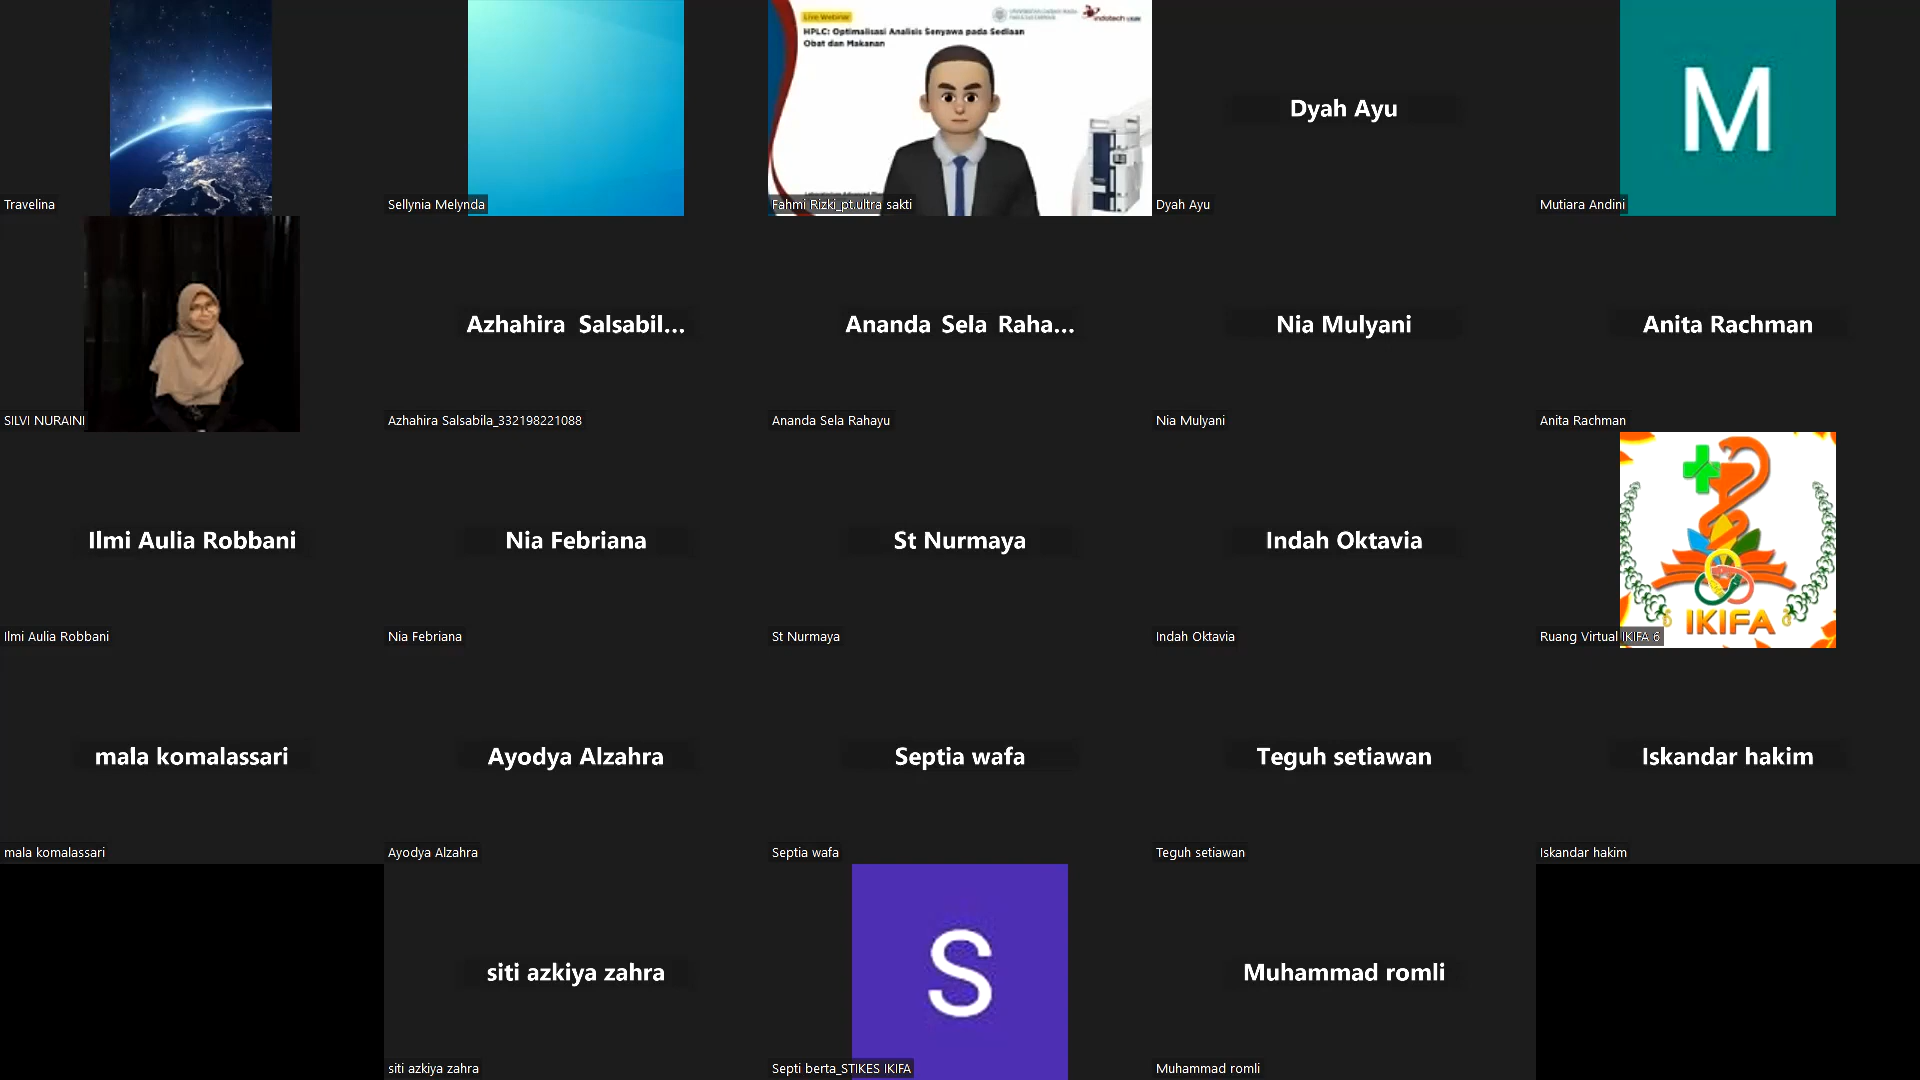 Live Webinar
indotech
HPLC: Optimalisasi Analisis Senyawa pada Sediaan
Obat dan Makanan
Dyah Ayu
M
Travelina
Sellynia Melynda
Fahmi Rizki_pt.ultra sakti
Dyah Ayu
Mutiara Andini
Azhahira Salsabil...
Ananda Sela Raha...
Nia Mulyani
Anita Rachman
SILVI NURAINI
Azhahira Salsabila_332198221088
Ananda Sela Rahayu
Nia Mulyani
Anita Rachman
Ilmi Aulia Robbani
Nia Febriana
St Nurmaya
Indah Oktavia
IKIFA
Ilmi Aulia Robbani
Nia Febriana
St Nurmaya
Indah Oktavia
Ruang Virtual IKIFA 6
mala komalassari
Ayodya Alzahra
Septia wafa
Teguh setiawan
Iskandar hakim
mala komalassari
Ayodya Alzahra
Septia wafa
Teguh setiawan
Iskandar hakim
siti azkiya zahra
S
Muhammad romli
siti azkiya zahra
Septi berta_STIKES IKIFA
Muhammad romli